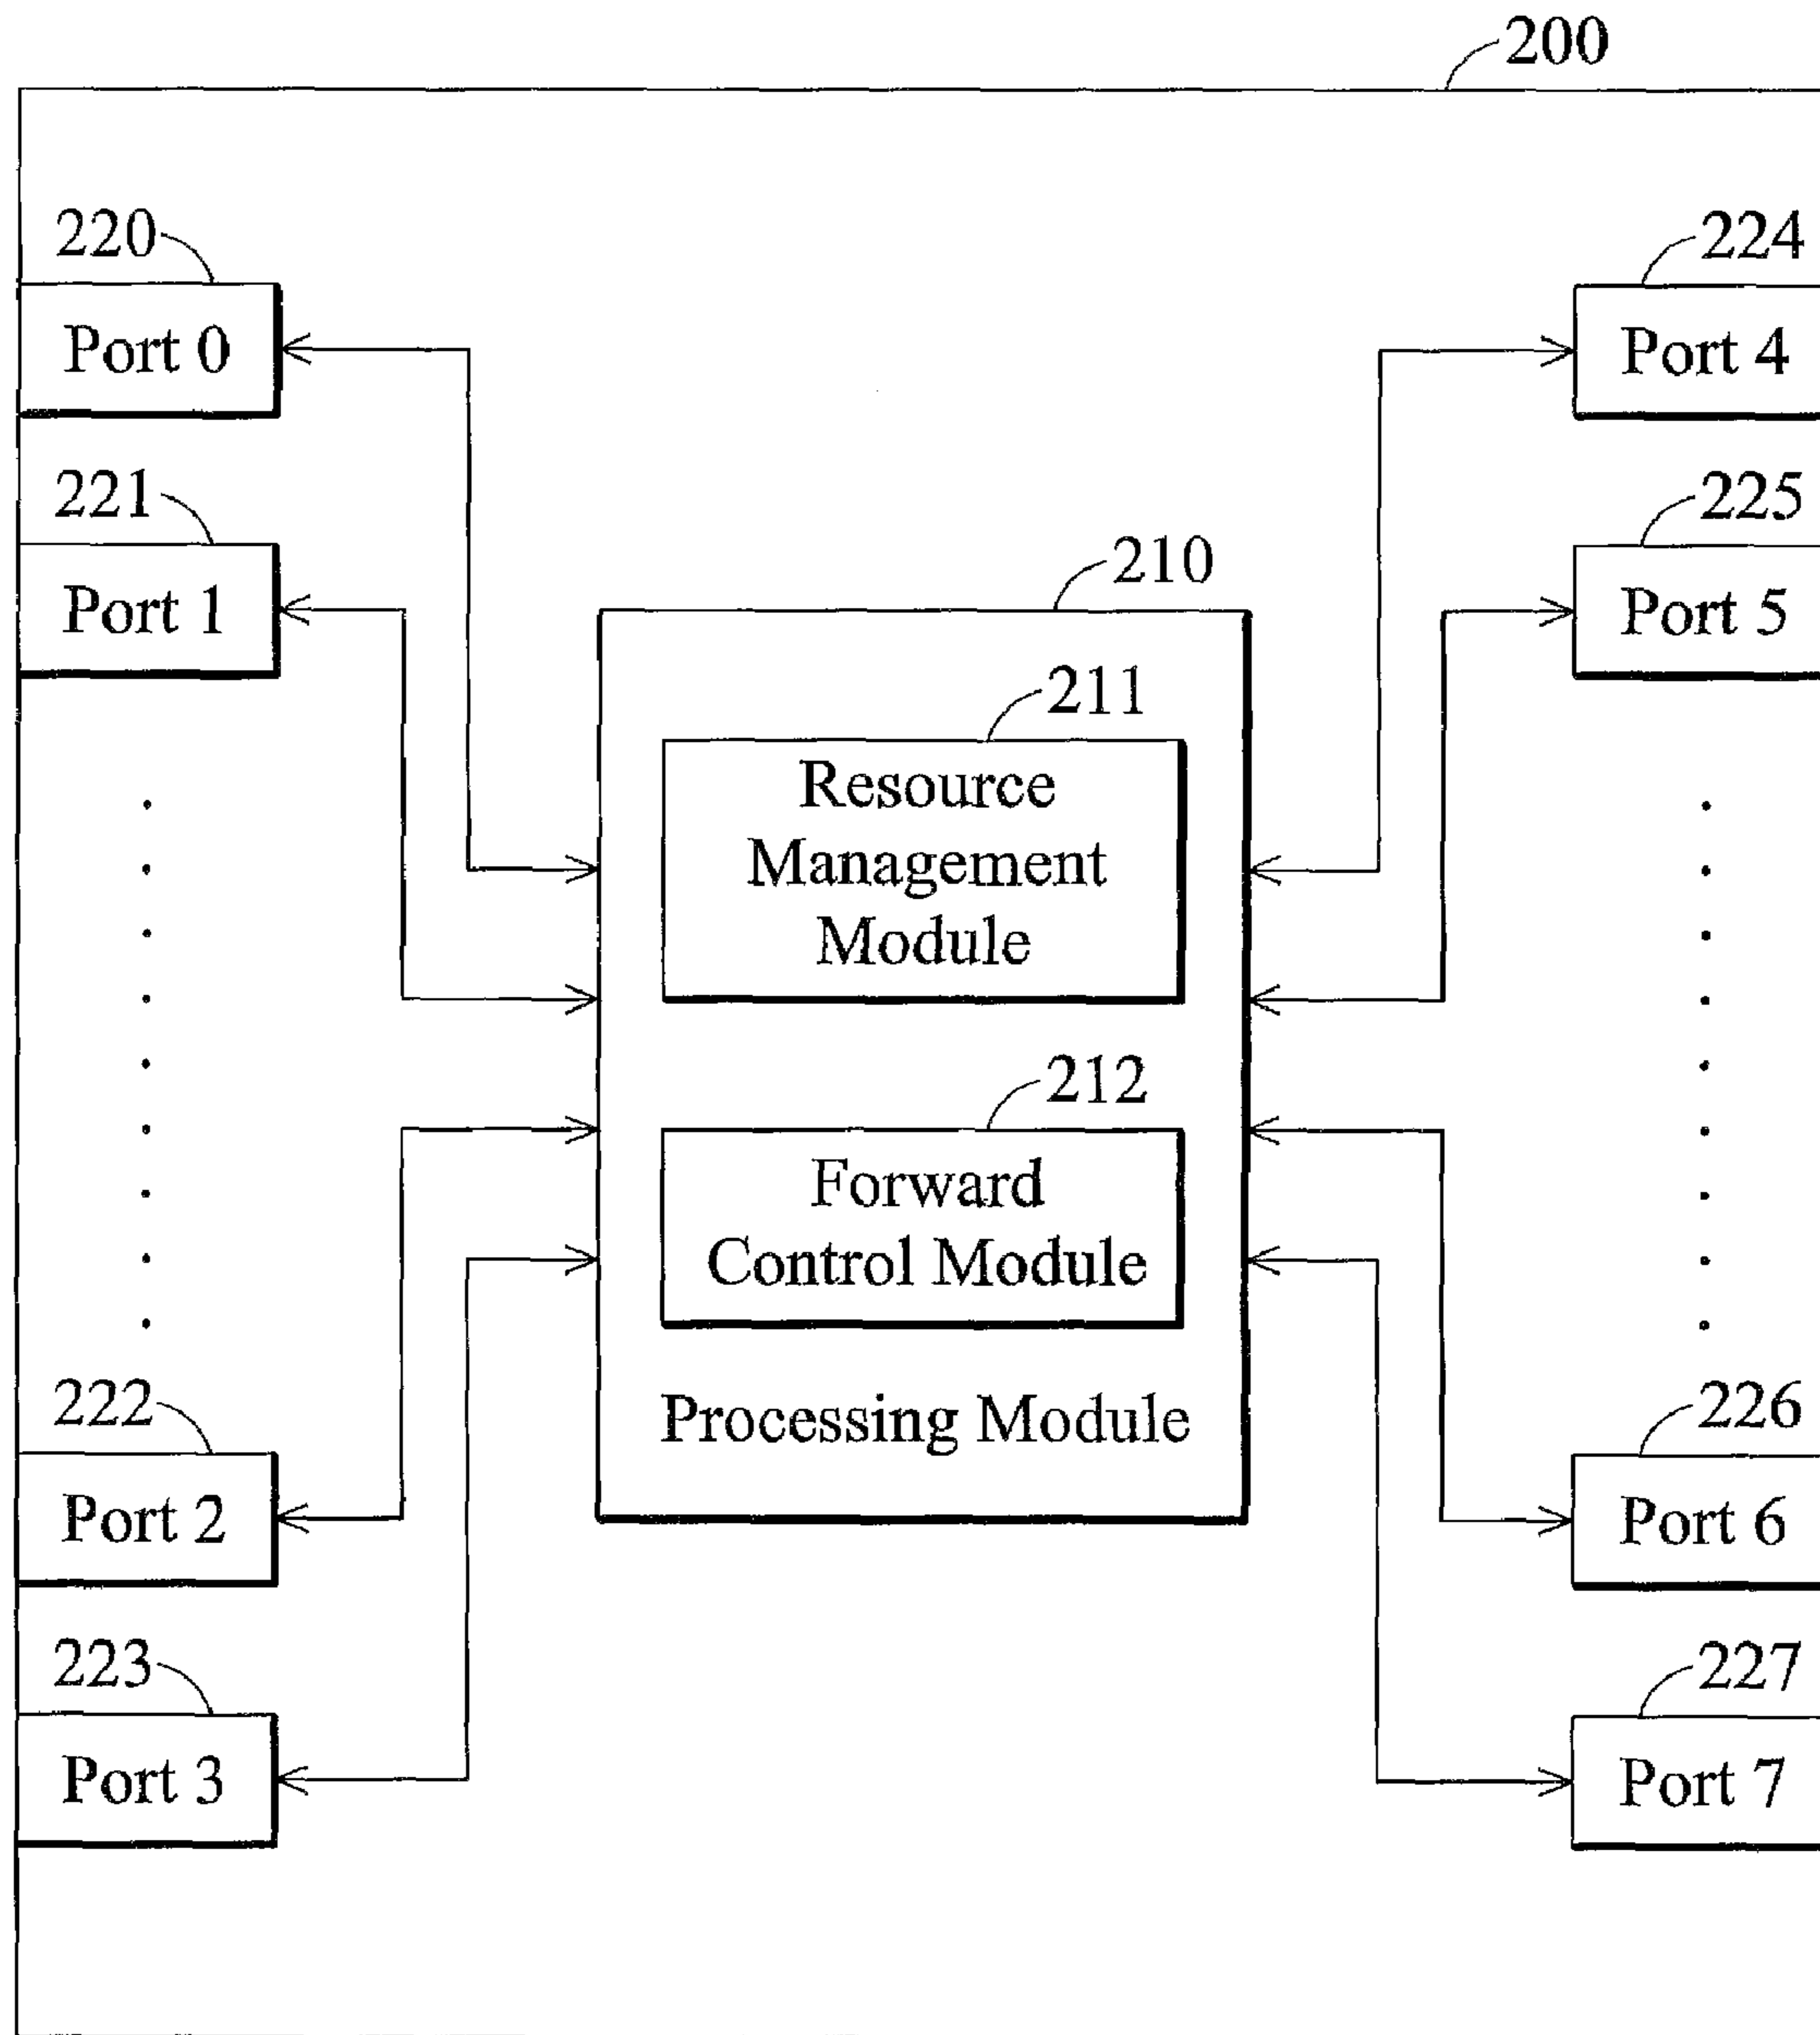 200
220
Port 0
224
Port 4
221
Port 1
225
Port 5
210
211
Resource
Management
Module
212
Forward
Control Module
Processing Module
222
Port 2
226
Port 6
223
Port 3
227
Port 7